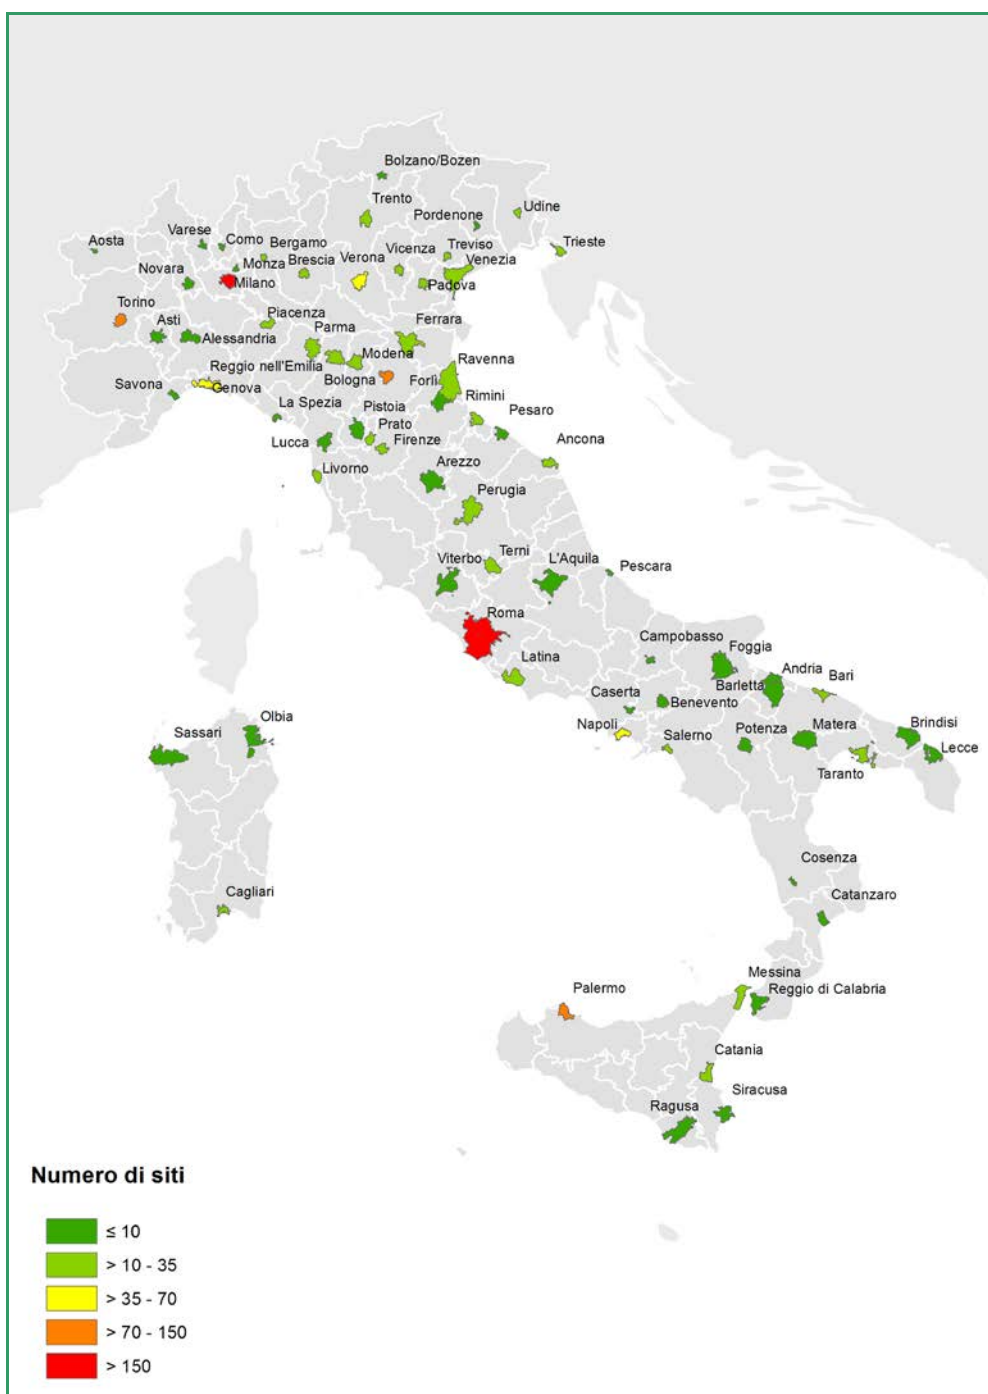 Bolzano/Bozen
Trento
Udine
Pordenone
Trieste
Aosta
Varese
Como
Bergamo
Vicenza
Treviso
Novara
Monza
Brescia
Verona
Venezia
Milano
Padova
Torino
Asti
Piacenza
Parma
Ferrara
Alessandria
Modena
Ravenna
Reggio nell'Emilia
Bologna
Forlì
Savona
Genova
La Spezia
Pistoia
Rimini
Pesaro
Lucca
Prato
Firenze
Ancona
Livorno
Arezzo
Perugia
Viterbo
Terni
L'Aquila
Pescara
Roma
Latina
Campobasso
Foggia
Andria
Bari
Caserta
Barletta
Benevento
Napoli
Salerno
Potenza
Matera
Brindisi
Lecce
Taranto
Sassari
Olbia
Cagliari
Cosenza
Catanzaro
Messina
Reggio di Calabria
Palermo
Catania
Siracusa
Ragusa
Numero di siti
≤ 10
> 10 - 35
> 35 - 70
> 70 - 150
> 150